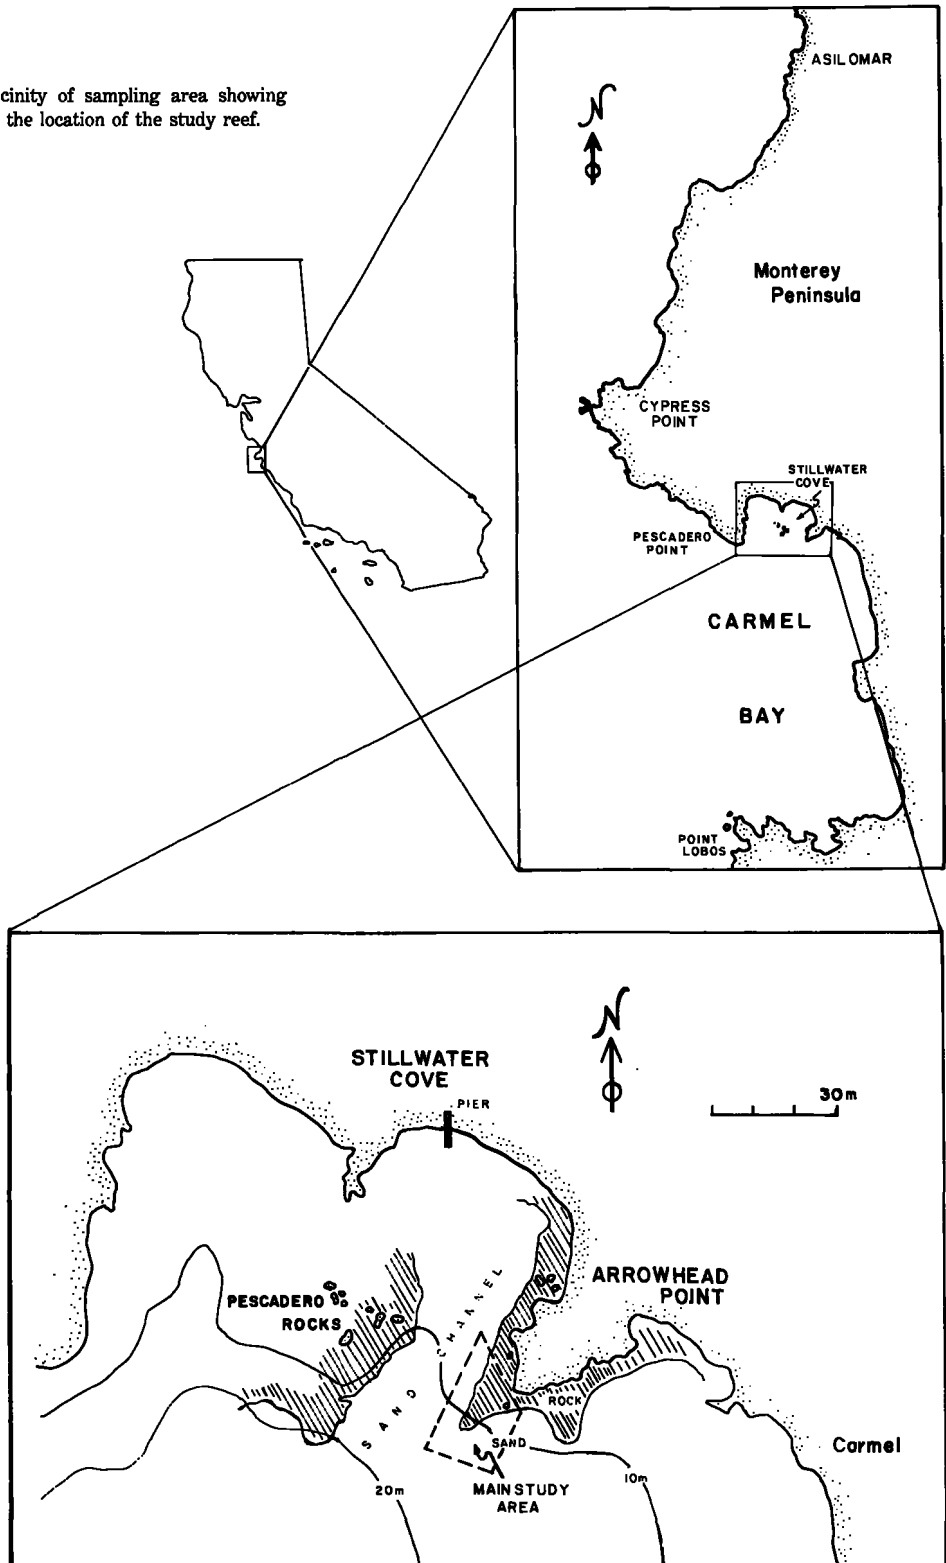 cinity of sampling area showing
the location of the study reef.
N
ASILOMAR
Monterey
Peninsula
CYPRESS
POINT
STILLWATER
COVE
PESCADERO
POINT
CARMEL
BAY
POINT
LOBOS
N
STILLWATER
COVE
PIER
30m
ARROWHEAD
POINT
PESCADERO
ROCKS
SAND CHANNEL
ROCK
SAND
Carmel
10m
20m
MAIN STUDY
AREA